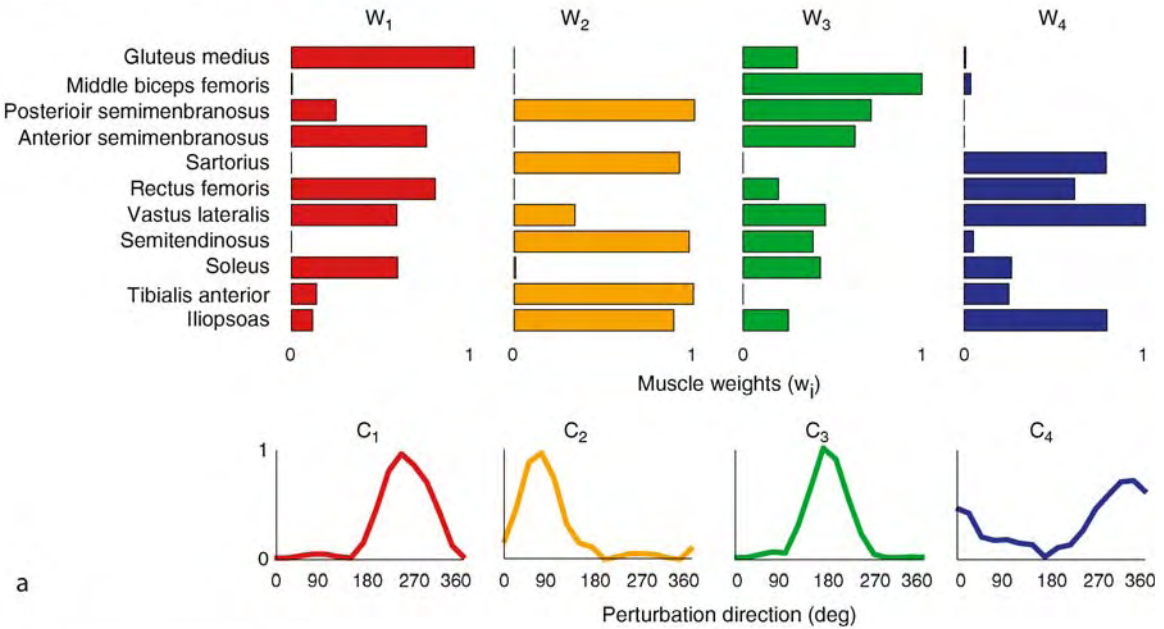 W1 W2 W3 W4
Gluteus medius
Middle biceps femoris
Posterioir semimenbranosus
Anterior semimenbranosus
Sartorius
Rectus femoris
Vastus lateralis
Semitendinosus
Soleus
Tibialis anterior
Iliopsoas
0 1 0 1 0 1 0 1
Muscle weights (wi)
C1 C2 C3 C4
1
0
0 90 180 270 360 0 90 180 270 360 0 90 180 270 360 0 90 180 270 360
a
Perturbation direction (deg)